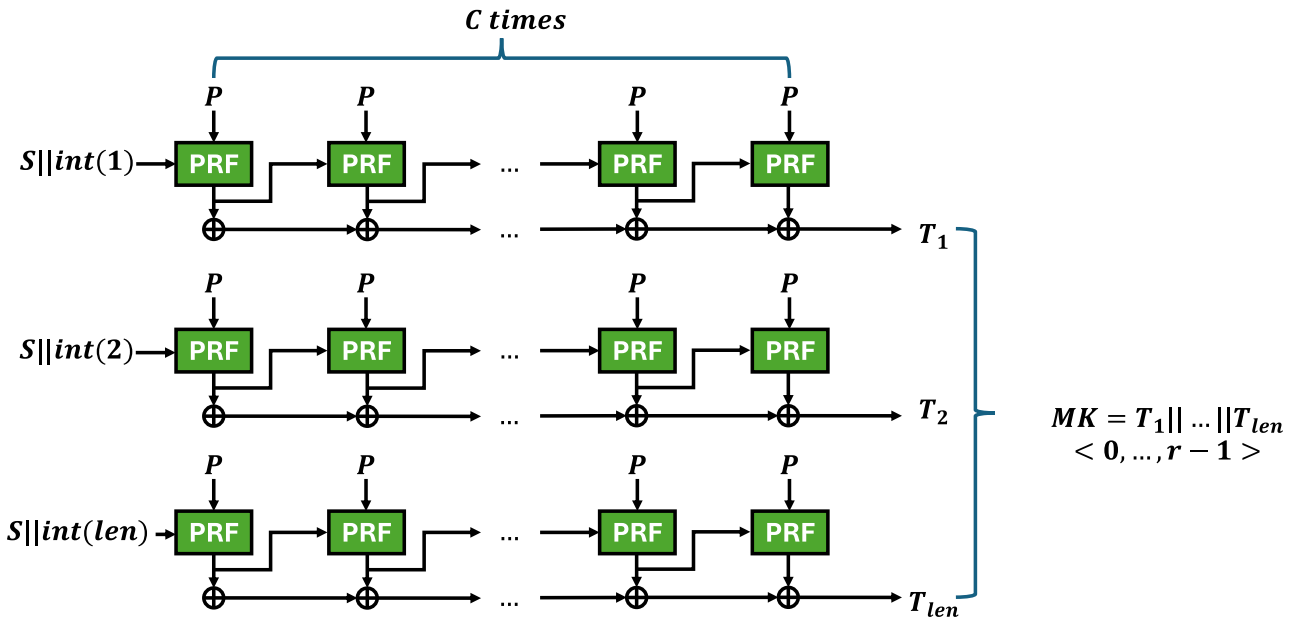 C times
P P P P
S||int(1) PRF PRF ... PRF PRF
... T₁
P P P P
S||int(2) PRF PRF ... PRF PRF
... T₂
MK = T₁|| ... ||Tₗₑₙ
< 0, ..., r − 1 >
P P P P
S||int(len) PRF PRF ... PRF PRF
... Tₗₑₙ